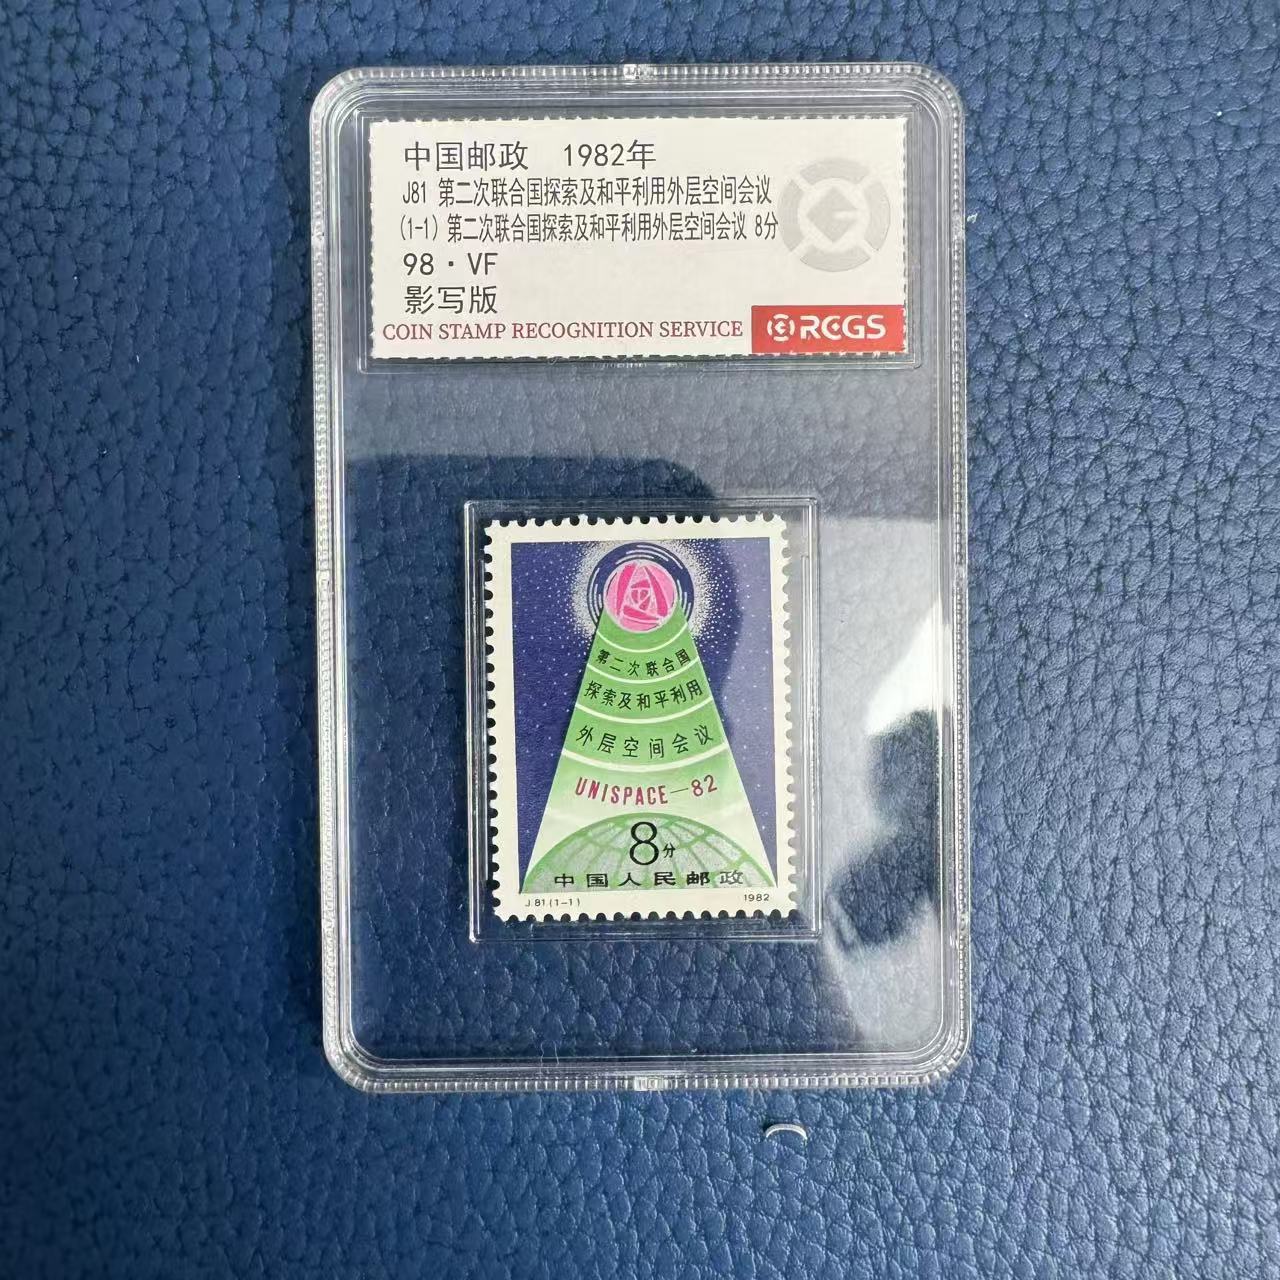 中国邮政 1982年
J81 第二次联合国探索及和平利用外层空间会议
(1-1) 第二次联合国探索及和平利用外层空间会议 8分
98·VF
影写版
COIN STAMP RECOGNITION SERVICE RCGS
第二次联合国
探索及和平利用
外层空间会议
UNISPACE—82
8分
中国人民邮政
J.81.(1-1) 1982